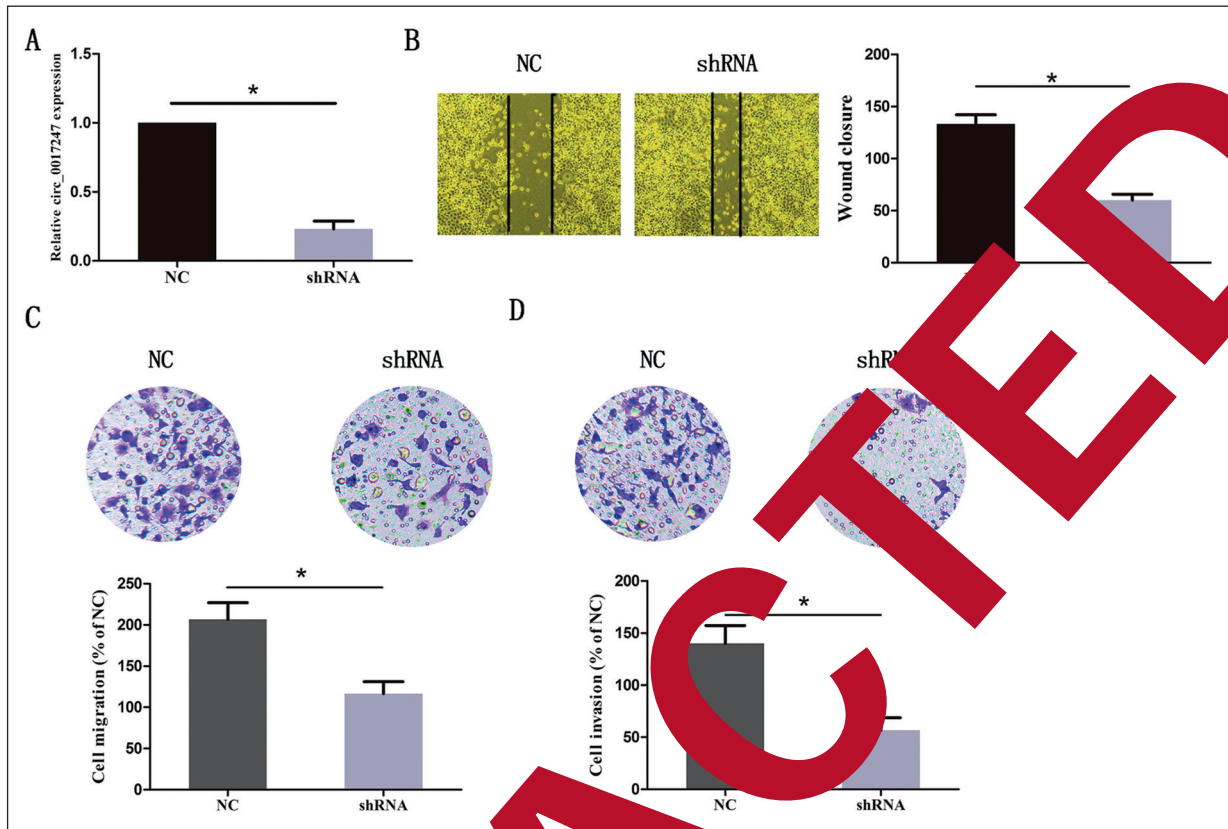 A
Relative circ_0017247 expression
1.5
1.0
0.5
0.0
*
NC
shRNA
B
NC
shRNA
Wound closure
200
150
100
50
0
*
C
NC
shRNA
Cell migration (% of NC)
250
200
150
100
50
0
*
NC
shRNA
D
NC
Cell invasion (% of NC)
200
150
100
50
0
*
NC
shRNA
ACTED